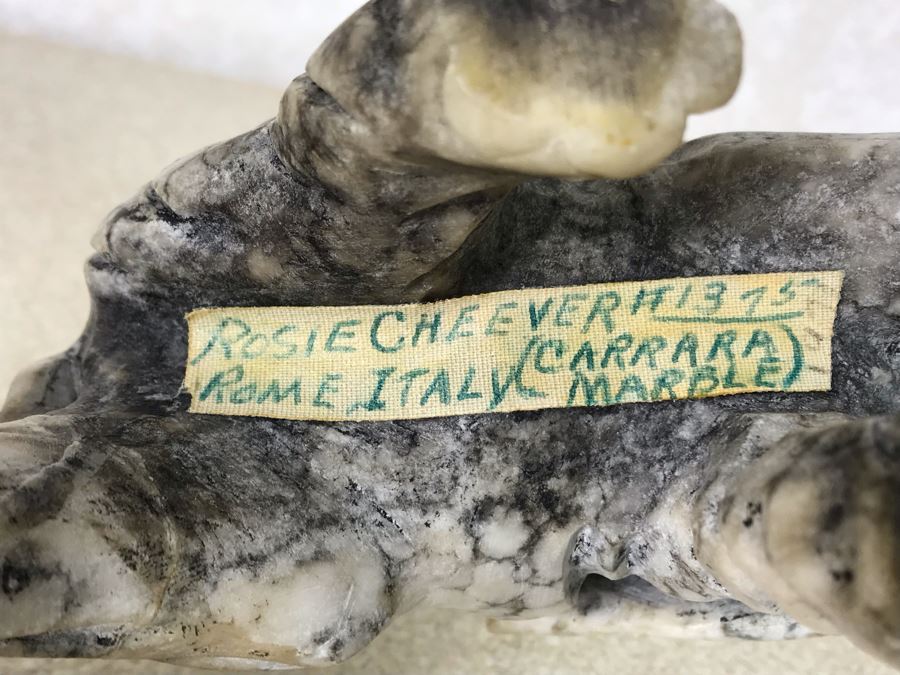 ROSIE CHEEVER # 1375
ROME, ITALY (CARRARA MARBLE)